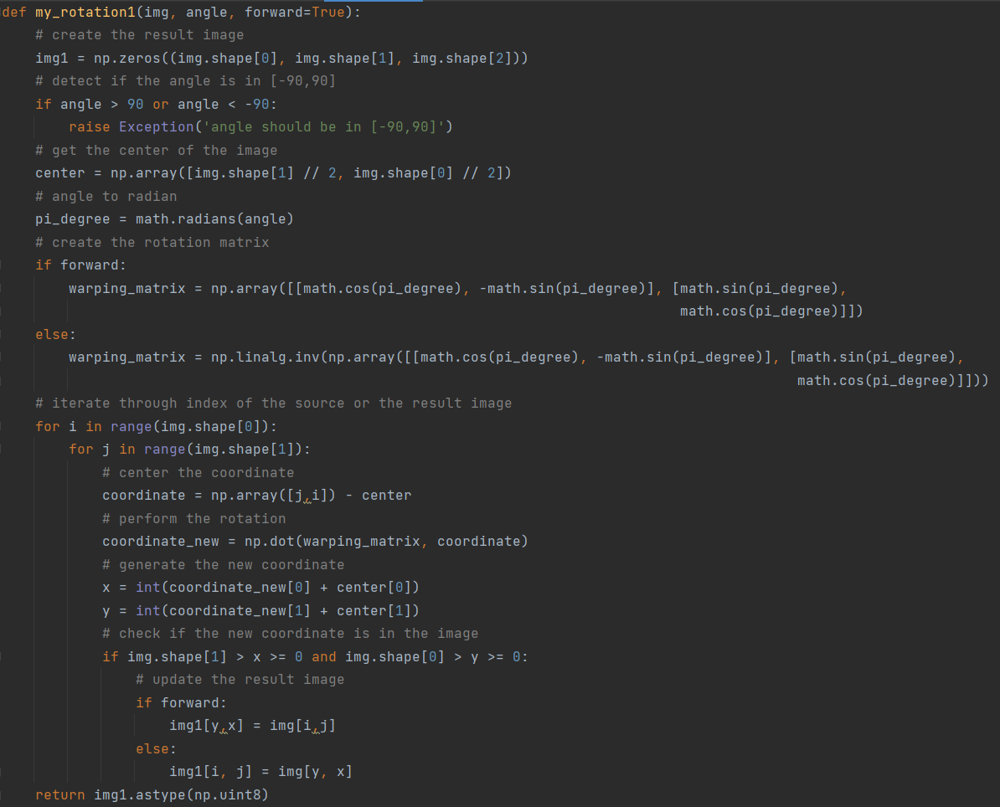 def my_rotation1(img, angle, forward=True):
    # create the result image
    img1 = np.zeros((img.shape[0], img.shape[1], img.shape[2]))
    # detect if the angle is in [-90,90]
    if angle > 90 or angle < -90:
        raise Exception('angle should be in [-90,90]')
    # get the center of the image
    center = np.array([img.shape[1] // 2, img.shape[0] // 2])
    # angle to radian
    pi_degree = math.radians(angle)
    # create the rotation matrix
    if forward:
        warping_matrix = np.array([[math.cos(pi_degree), -math.sin(pi_degree)], [math.sin(pi_degree),
                                                                                 math.cos(pi_degree)]])
    else:
        warping_matrix = np.linalg.inv(np.array([[math.cos(pi_degree), -math.sin(pi_degree)], [math.sin(pi_degree),
                                                                                               math.cos(pi_degree)]]))
    # iterate through index of the source or the result image
    for i in range(img.shape[0]):
        for j in range(img.shape[1]):
            # center the coordinate
            coordinate = np.array([j,i]) - center
            # perform the rotation
            coordinate_new = np.dot(warping_matrix, coordinate)
            # generate the new coordinate
            x = int(coordinate_new[0] + center[0])
            y = int(coordinate_new[1] + center[1])
            # check if the new coordinate is in the image
            if img.shape[1] > x >= 0 and img.shape[0] > y >= 0:
                # update the result image
                if forward:
                    img1[y,x] = img[i,j]
                else:
                    img1[i, j] = img[y, x]
    return img1.astype(np.uint8)